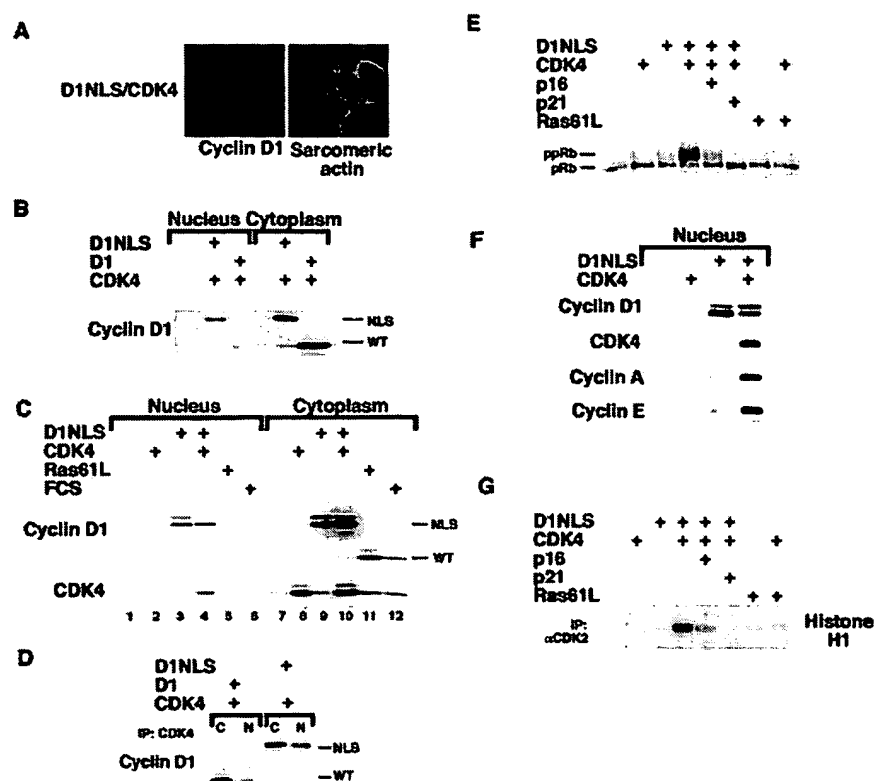 A
D1NLS/CDK4
Cyclin D1 Sarcomeric
actin
B
Nucleus Cytoplasm
D1NLS + +
D1 + +
CDK4 + + + +
Cyclin D1
NLS
WT
C
Nucleus Cytoplasm
D1NLS + + + +
CDK4 + + + +
Ras61L + +
FCS + +
Cyclin D1
NLS
WT
CDK4
1 2 3 4 5 6 7 8 9 10 11 12
D
D1NLS +
D1 +
CDK4 + +
IP: CDK4 C N C N
Cyclin D1
NLS
WT
E
D1NLS + + + +
CDK4 + + + + +
p16 +
p21 +
Ras61L + +
ppRb
pRb
F
Nucleus
D1NLS + +
CDK4 + +
Cyclin D1
CDK4
Cyclin A
Cyclin E
G
D1NLS + + + +
CDK4 + + + + +
p16 +
p21 +
Ras61L + +
IP:
αCDK2
Histone
H1